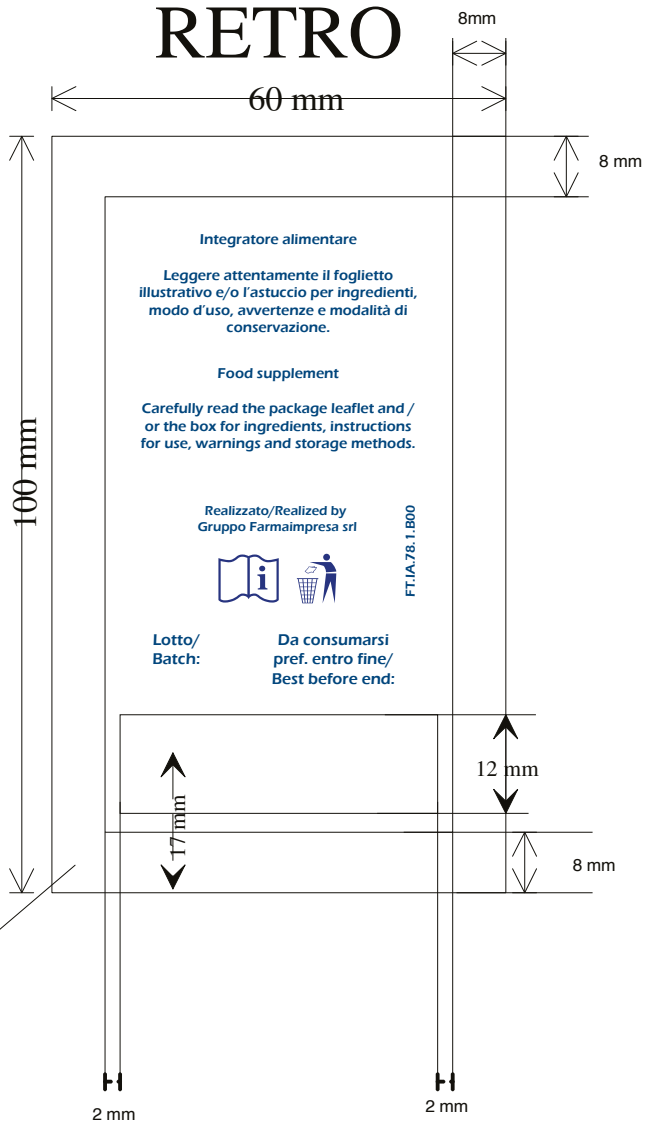 RETRO
8mm
60 mm
8 mm
Integratore alimentare
Leggere attentamente il foglietto
illustrativo e/o l'astuccio per ingredienti,
modo d'uso, avvertenze e modalità di
conservazione.
Food supplement
Carefully read the package leaflet and /
or the box for ingredients, instructions
for use, warnings and storage methods.
100 mm
Realizzato/Realized by
Gruppo Farmaimpresa srl
FT.IA.78.1.B00
i
Lotto/
Batch:
Da consumarsi
pref. entro fine/
Best before end:
12 mm
17 mm
8 mm
2 mm
2 mm